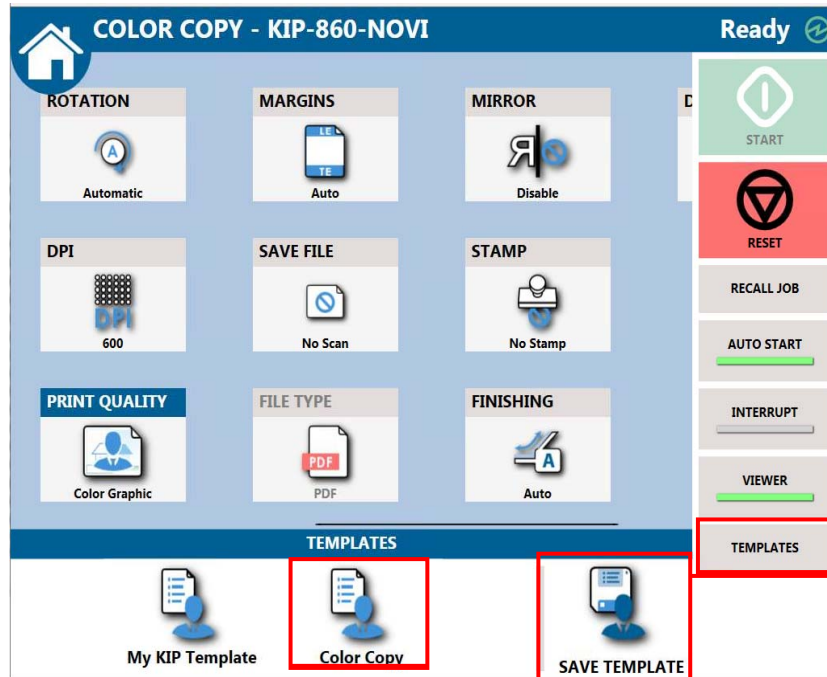 COLOR COPY - KIP-860-NOVI
Ready
ROTATION
A
Automatic
MARGINS
LE
TE
Auto
MIRROR
Disable
D
START
RESET
DPI
DPI
600
SAVE FILE
No Scan
STAMP
No Stamp
RECALL JOB
AUTO START
PRINT QUALITY
Color Graphic
FILE TYPE
PDF
PDF
FINISHING
A
Auto
INTERRUPT
VIEWER
TEMPLATES
TEMPLATES
My KIP Template
Color Copy
SAVE TEMPLATE